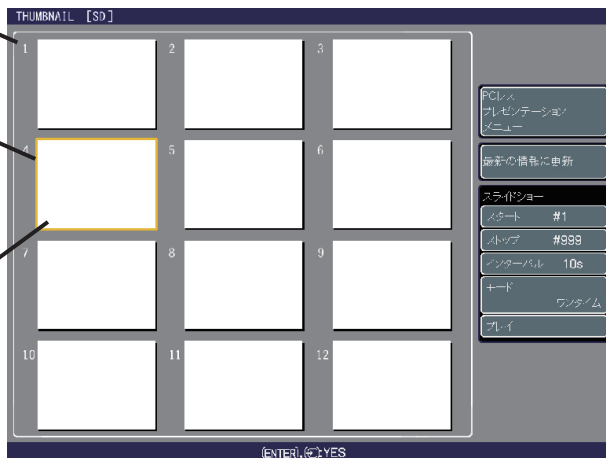 THUMBNAIL [SD]
1
2
3
4
5
6
7
8
9
10
11
12
PCレス
プレゼンテーション
メニュー
最新の情報に更新
スライドショー
スタート #1
ストップ #999
インターバル 10s
モード
ワンタイム
プレイ
(ENTER),(⮊):YES